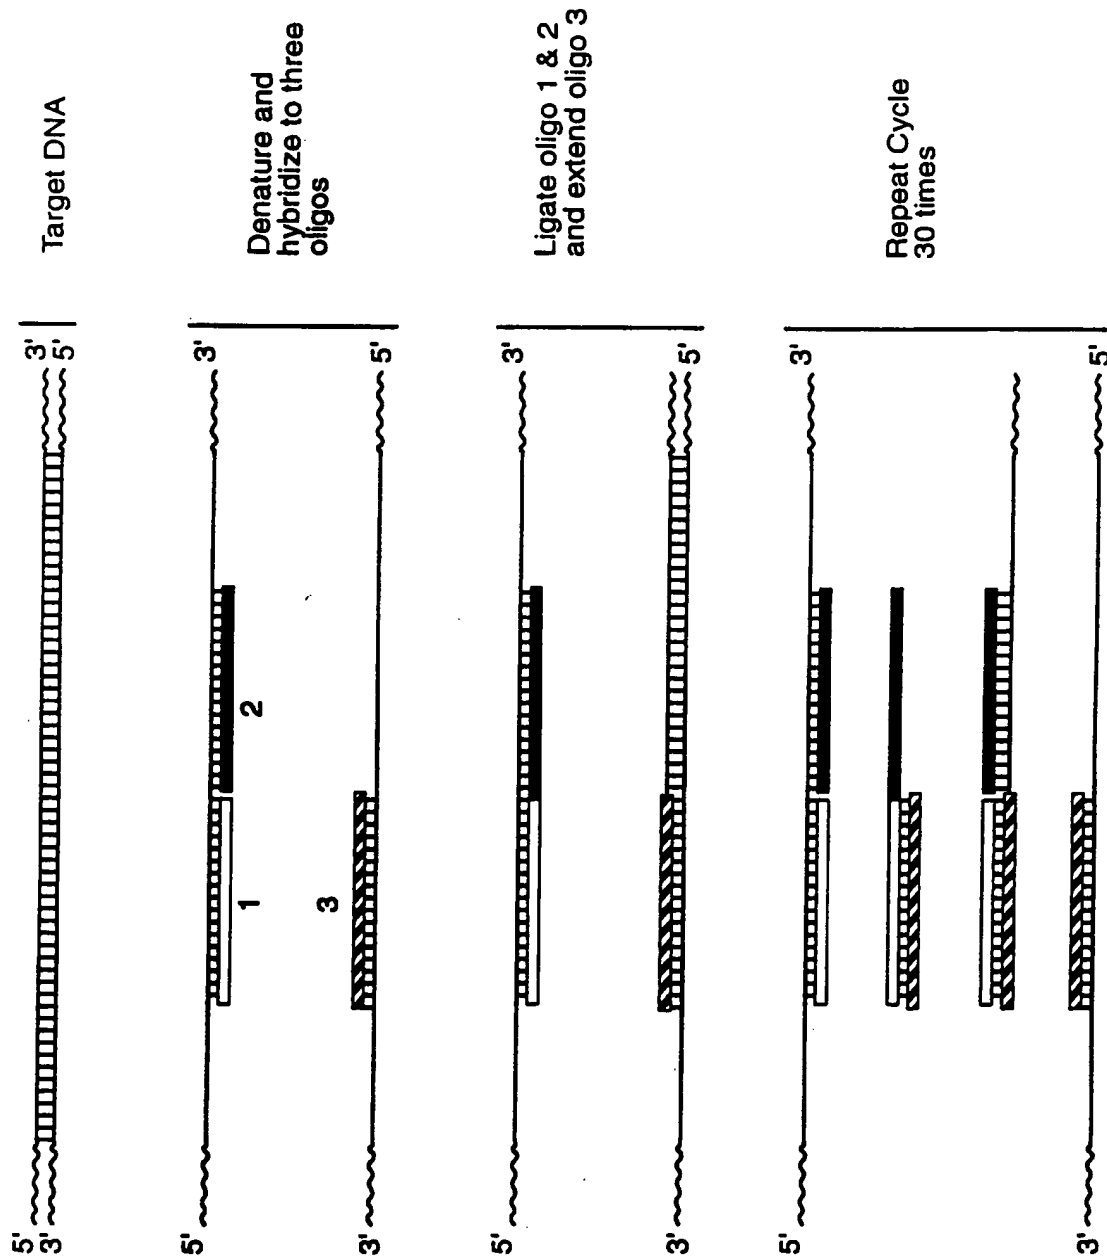 5' 3'
3' 5'
Target DNA
5' 3'
1
2
3
3' 5'
Denature and
hybridize to three
oligos
5' 3'
3' 5'
Ligate oligo 1 & 2
and extend oligo 3
5' 3'
3' 5'
Repeat Cycle
30 times